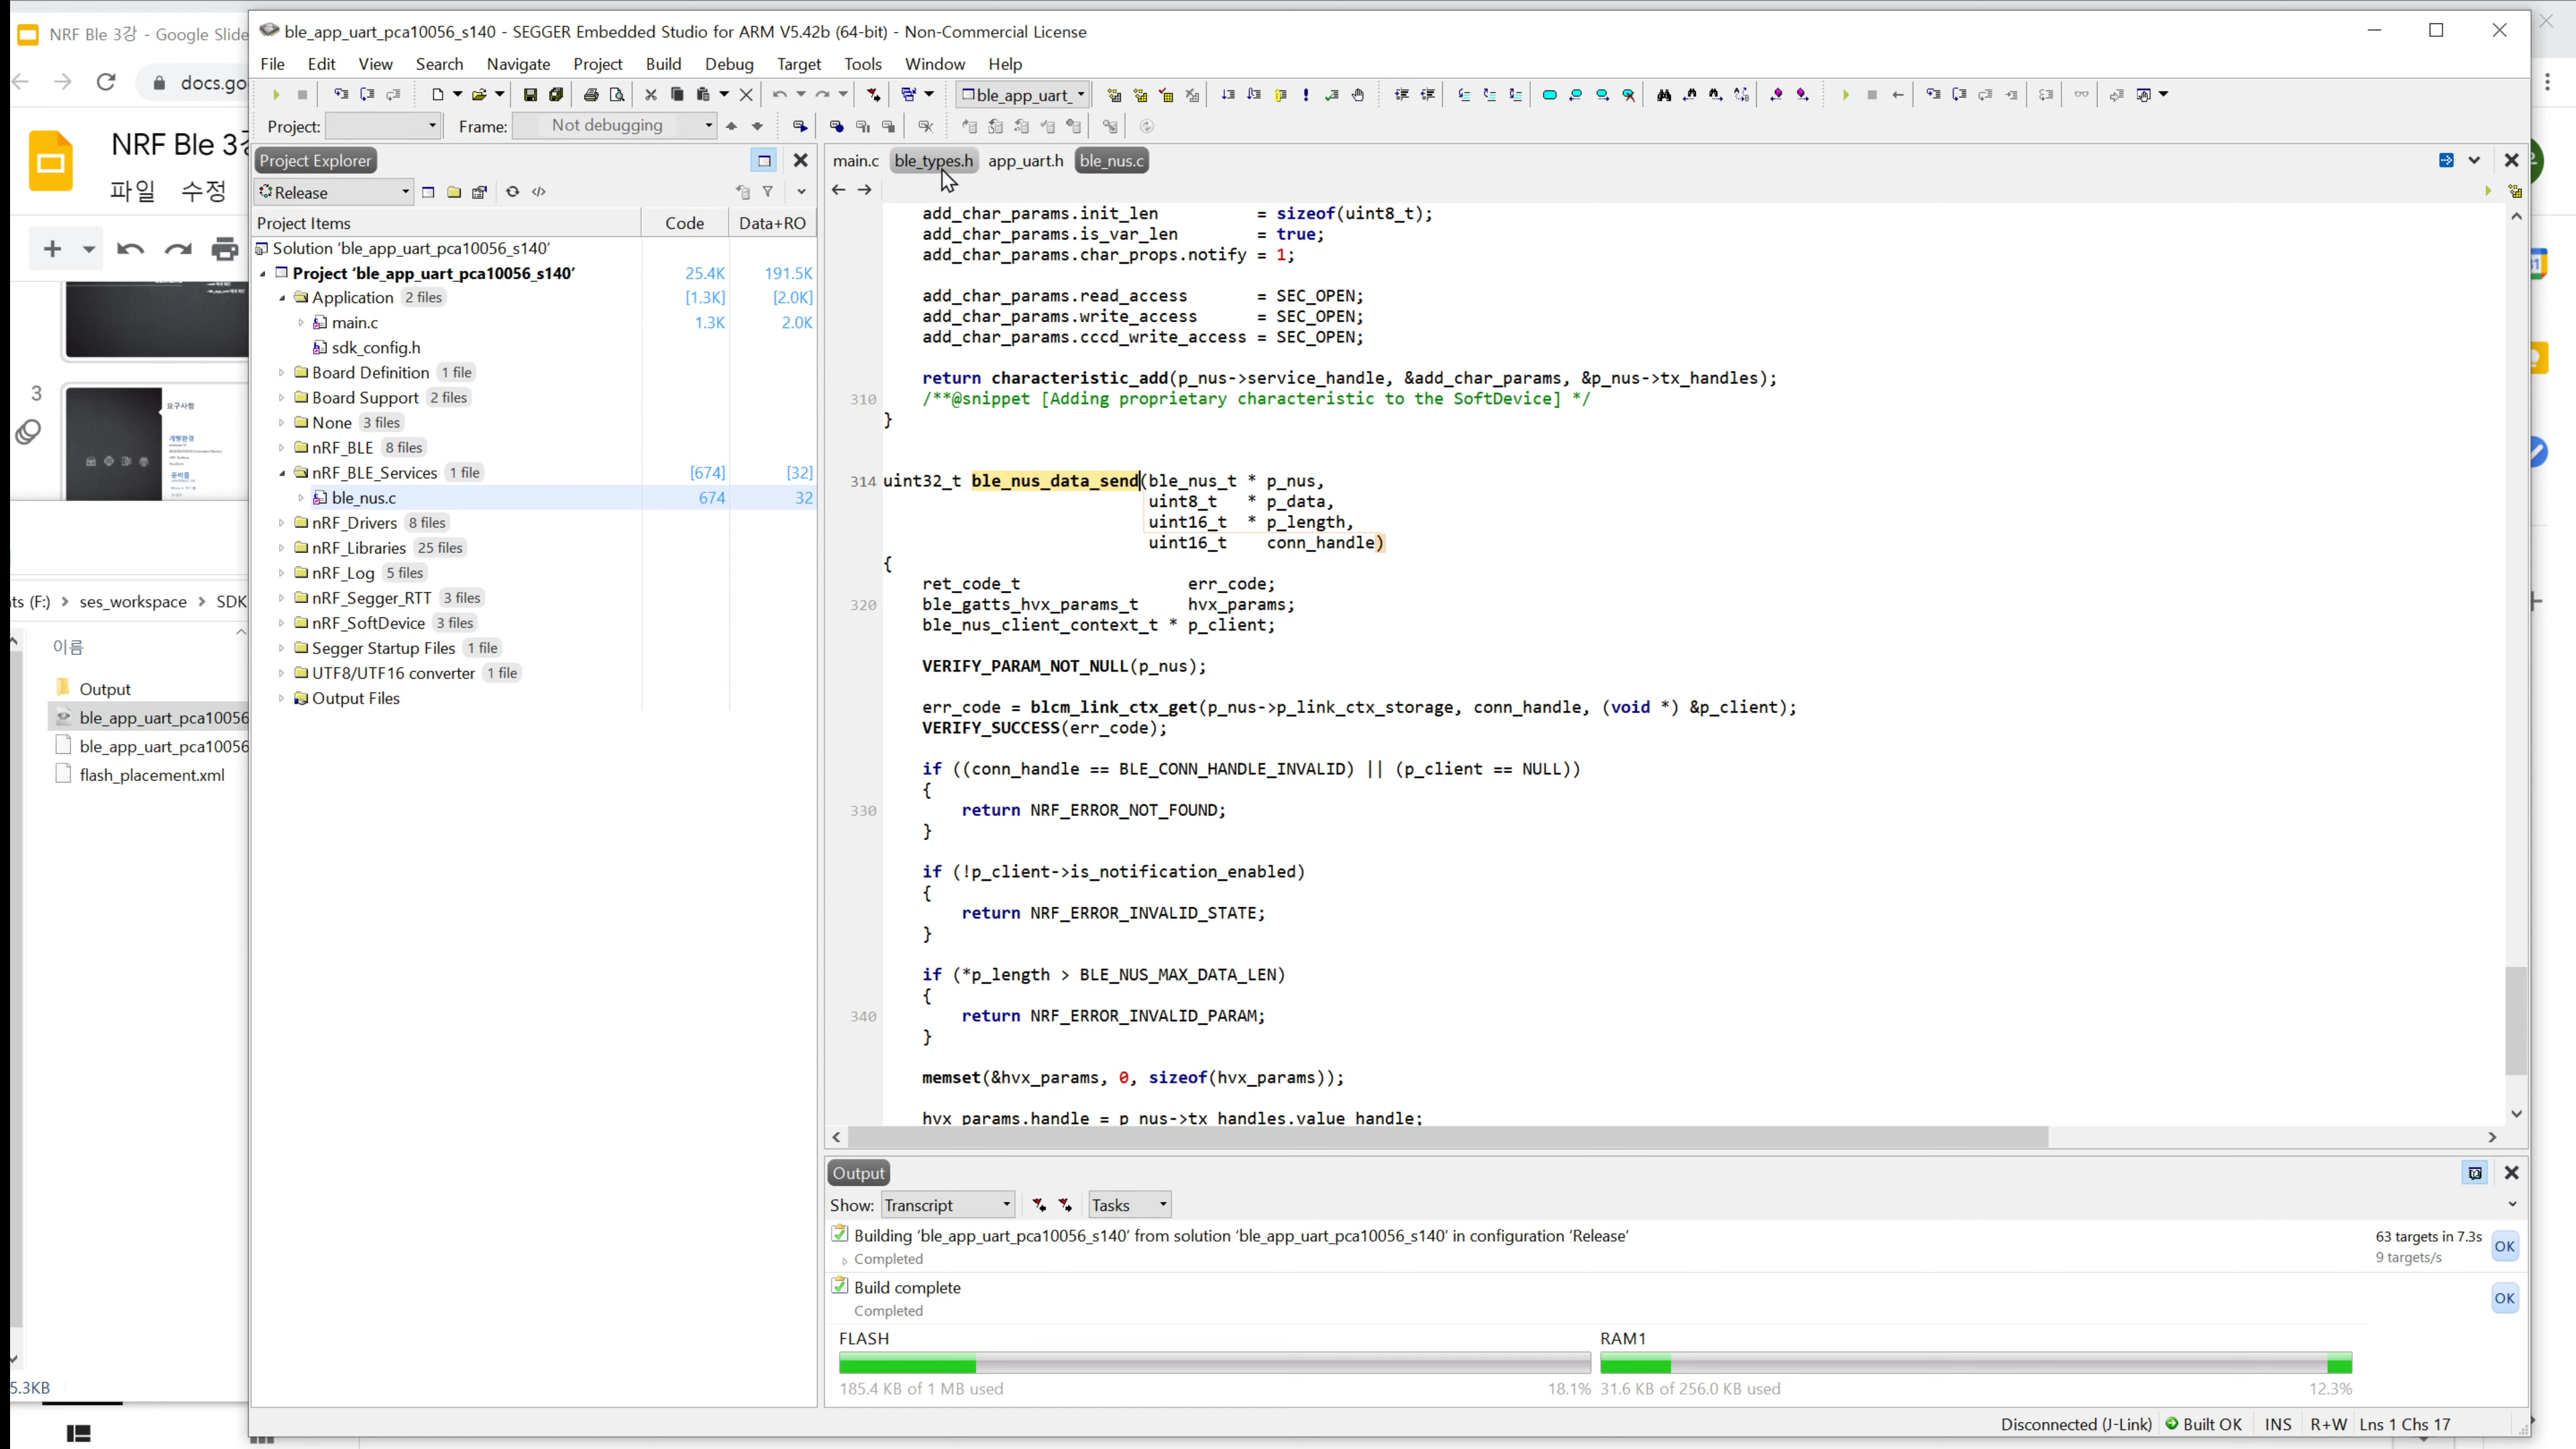 NRF Ble 3강 - Google Slide
docs.go
NRF Ble 3강
파일 수정
3
요구사항
개발환경
준비물
ts (F:) > ses_workspace > SDK
이름
Output
ble_app_uart_pca10056
ble_app_uart_pca10056
flash_placement.xml
5.3KB
ble_app_uart_pca10056_s140 - SEGGER Embedded Studio for ARM V5.42b (64-bit) - Non-Commercial License
File Edit View Search Navigate Project Build Debug Target Tools Window Help
ble_app_uart_
Project: Frame: Not debugging
Project Explorer
Release
Project Items Code Data+RO
Solution ‘ble_app_uart_pca10056_s140’
Project ‘ble_app_uart_pca10056_s140’ 25.4K 191.5K
Application 2 files [1.3K] [2.0K]
main.c 1.3K 2.0K
sdk_config.h
Board Definition 1 file
Board Support 2 files
None 3 files
nRF_BLE 8 files
nRF_BLE_Services 1 file [674] [32]
ble_nus.c 674 32
nRF_Drivers 8 files
nRF_Libraries 25 files
nRF_Log 5 files
nRF_Segger_RTT 3 files
nRF_SoftDevice 3 files
Segger Startup Files 1 file
UTF8/UTF16 converter 1 file
Output Files
main.c ble_types.h app_uart.h ble_nus.c
add_char_params.init_len = sizeof(uint8_t);
add_char_params.is_var_len = true;
add_char_params.char_props.notify = 1;
add_char_params.read_access = SEC_OPEN;
add_char_params.write_access = SEC_OPEN;
add_char_params.cccd_write_access = SEC_OPEN;
return characteristic_add(p_nus->service_handle, &add_char_params, &p_nus->tx_handles);
310 /**@snippet [Adding proprietary characteristic to the SoftDevice] */
}
314 uint32_t ble_nus_data_send(ble_nus_t * p_nus,
uint8_t * p_data,
uint16_t * p_length,
uint16_t conn_handle)
{
ret_code_t err_code;
320 ble_gatts_hvx_params_t hvx_params;
ble_nus_client_context_t * p_client;
VERIFY_PARAM_NOT_NULL(p_nus);
err_code = blcm_link_ctx_get(p_nus->p_link_ctx_storage, conn_handle, (void *) &p_client);
VERIFY_SUCCESS(err_code);
if ((conn_handle == BLE_CONN_HANDLE_INVALID) || (p_client == NULL))
{
330 return NRF_ERROR_NOT_FOUND;
}
if (!p_client->is_notification_enabled)
{
return NRF_ERROR_INVALID_STATE;
}
if (*p_length > BLE_NUS_MAX_DATA_LEN)
{
340 return NRF_ERROR_INVALID_PARAM;
}
memset(&hvx_params, 0, sizeof(hvx_params));
hvx_params.handle = p_nus->tx_handles.value_handle;
Output
Show: Transcript Tasks
Building ‘ble_app_uart_pca10056_s140’ from solution ‘ble_app_uart_pca10056_s140’ in configuration ‘Release’ 63 targets in 7.3s OK
Completed 9 targets/s
Build complete OK
Completed
FLASH RAM1
185.4 KB of 1 MB used 18.1% 31.6 KB of 256.0 KB used 12.3%
Disconnected (J-Link) Built OK INS R+W Lns 1 Chs 17
31